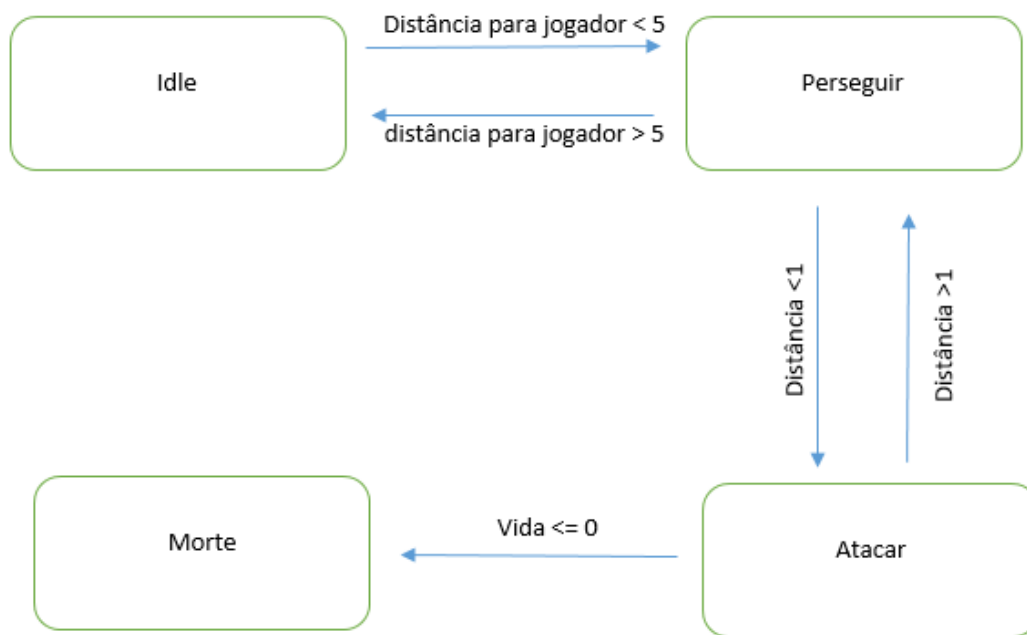 Distância para jogador < 5
Idle
Perseguir
distância para jogador > 5
Distância <1
Distância >1
Morte
Vida <= 0
Atacar